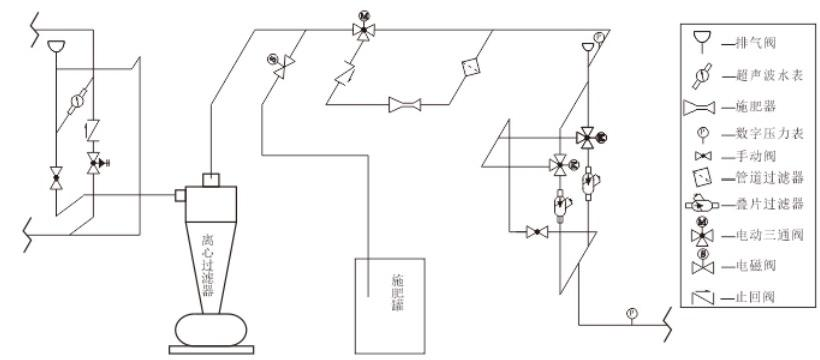 离心过滤器
施肥罐
M
S
P
M
M
P
—排气阀
—超声波水表
—施肥器
P —数字压力表
—手动阀
—管道过滤器
—叠片过滤器
M —电动三通阀
S —电磁阀
—止回阀